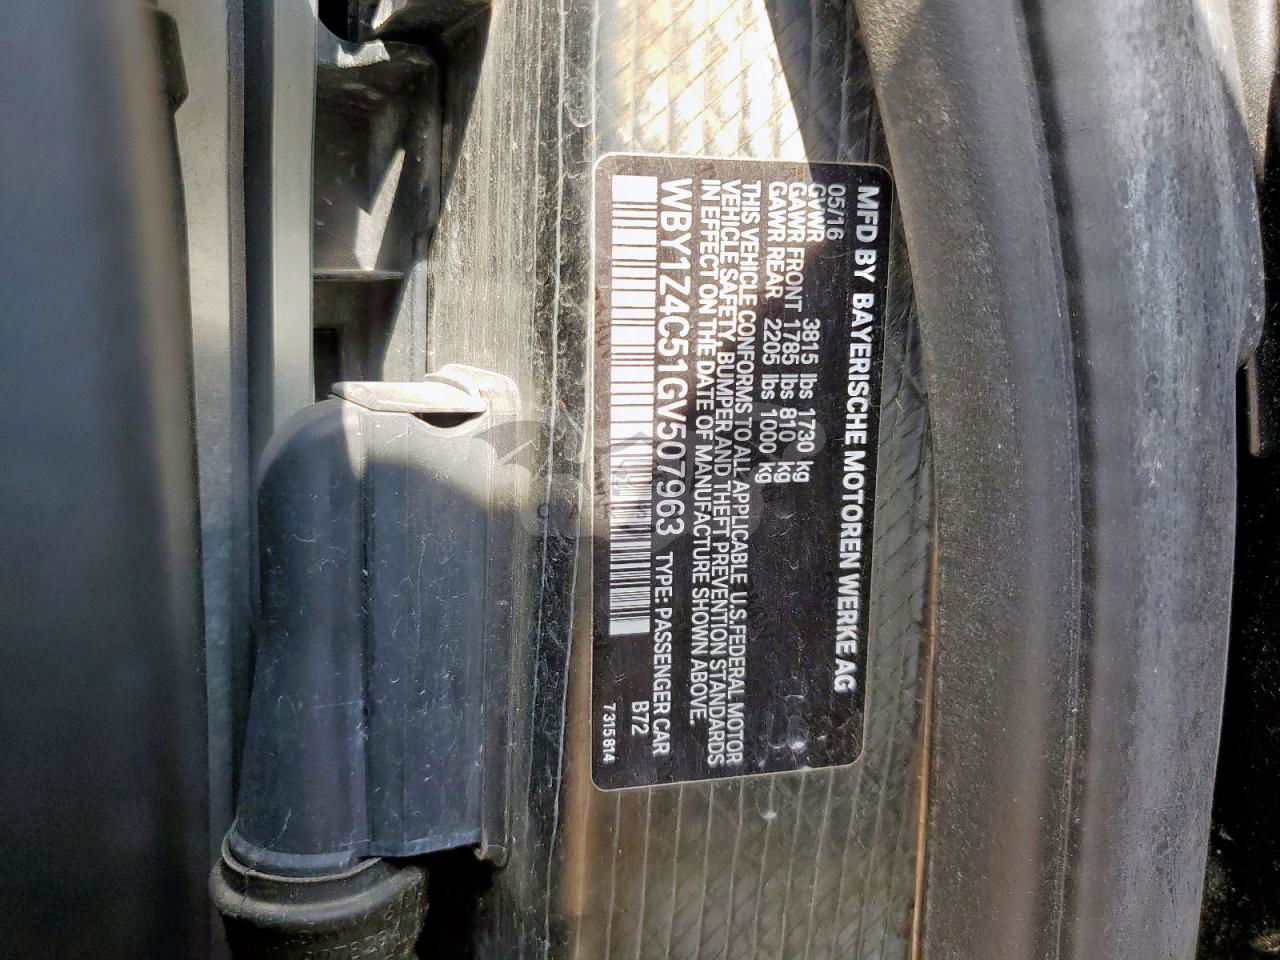 MFD BY BAYERISCHE MOTOREN WERKE AG
05/16
GVWR 3815 lbs 1730 kg
GAWR FRONT 1785 lbs 810 kg
GAWR REAR 2205 lbs 1000 kg
THIS VEHICLE CONFORMS TO ALL APPLICABLE U.S.FEDERAL MOTOR
VEHICLE SAFETY, BUMPER AND THEFT PREVENTION STANDARDS
IN EFFECT ON THE DATE OF MANUFACTURE SHOWN ABOVE.
WBY1Z4C51GV507963 TYPE: PASSENGER CAR
B72
7315814